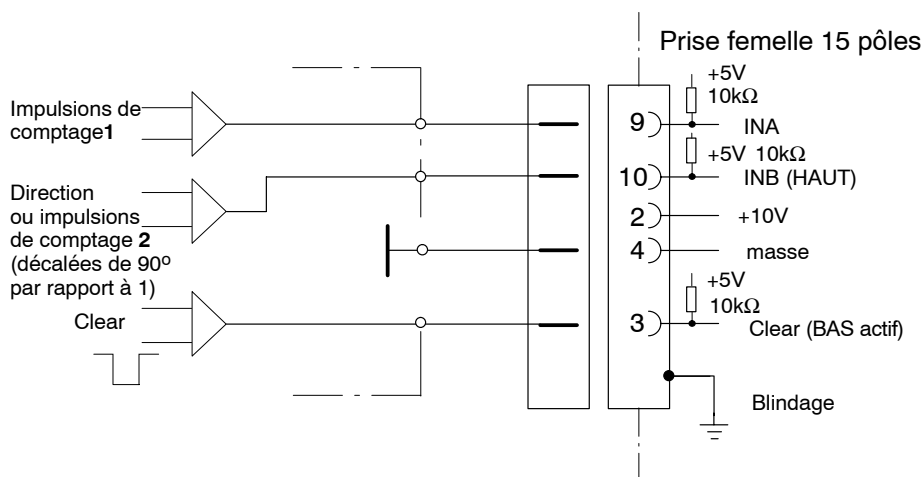 Prise femelle 15 pôles
Impulsions de
comptage1
Direction
ou impulsions
de comptage 2
(décalées de 90º
par rapport à 1)
Clear
+5V
10kΩ
9
INA
+5V 10kΩ
10
INB (HAUT)
2
+10V
4
masse
+5V
10kΩ
3
Clear (BAS actif)
Blindage